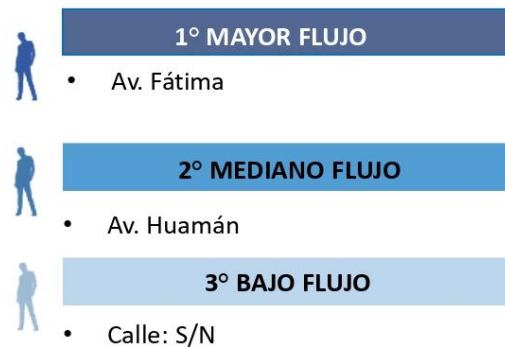 1° MAYOR FLUJO
• Av. Fátima
2° MEDIANO FLUJO
• Av. Huamán
3° BAJO FLUJO
• Calle: S/N